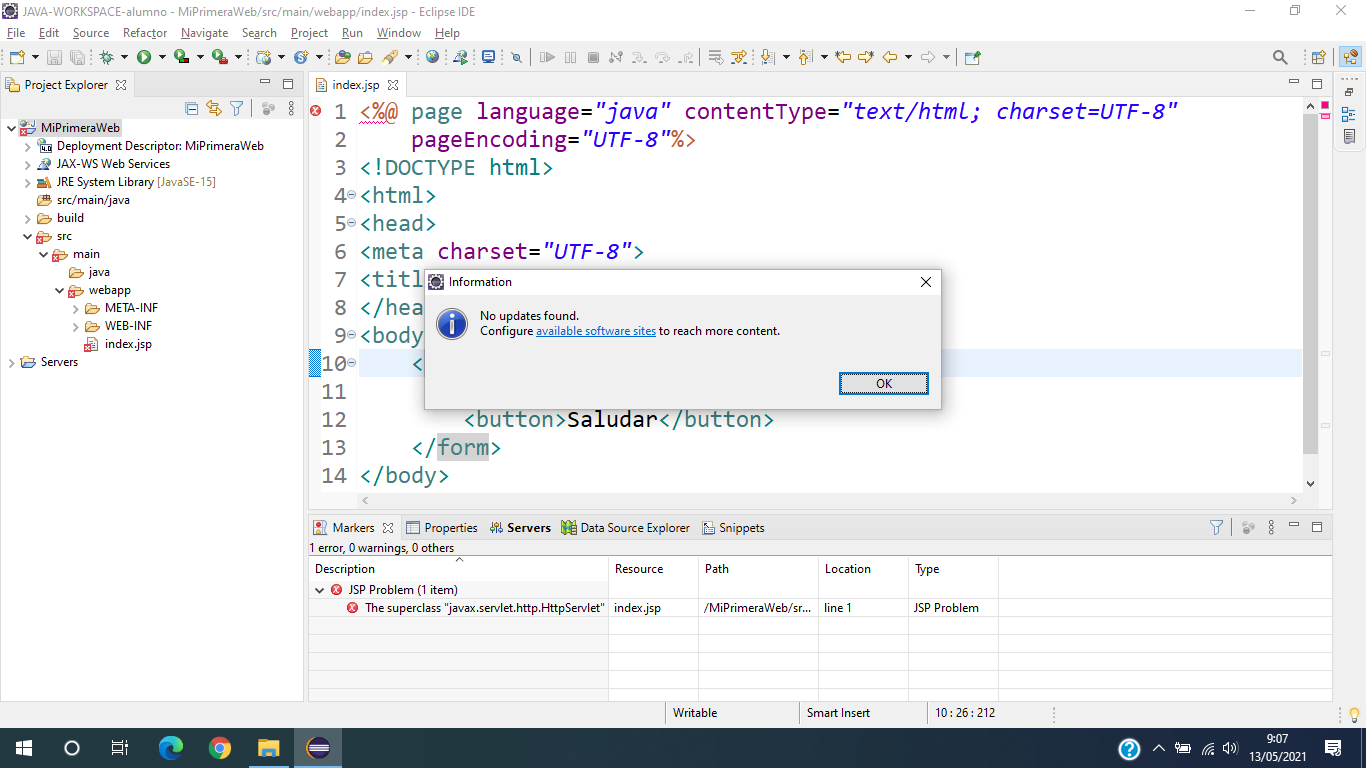 JAVA-WORKSPACE-alumno - MiPrimeraWeb/src/main/webapp/index.jsp - Eclipse IDE
File Edit Source Refactor Navigate Search Project Run Window Help
Project Explorer
MiPrimeraWeb
Deployment Descriptor: MiPrimeraWeb
JAX-WS Web Services
JRE System Library [JavaSE-15]
src/main/java
build
src
main
java
webapp
META-INF
WEB-INF
index.jsp
Servers
index.jsp
1 <%@ page language="java" contentType="text/html; charset=UTF-8"
2 pageEncoding="UTF-8"%>
3 <!DOCTYPE html>
4 <html>
5 <head>
6 <meta charset="UTF-8">
7 <titl
8 </hea
9 <body
10 <
11
12 <button>Saludar</button>
13 </form>
14 </body>
Information
No updates found.
Configure available software sites to reach more content.
OK
Markers Properties Servers Data Source Explorer Snippets
1 error, 0 warnings, 0 others
Description Resource Path Location Type
JSP Problem (1 item)
The superclass "javax.servlet.http.HttpServlet" index.jsp /MiPrimeraWeb/sr... line 1 JSP Problem
Writable Smart Insert 10 : 26 : 212
9:07
13/05/2021